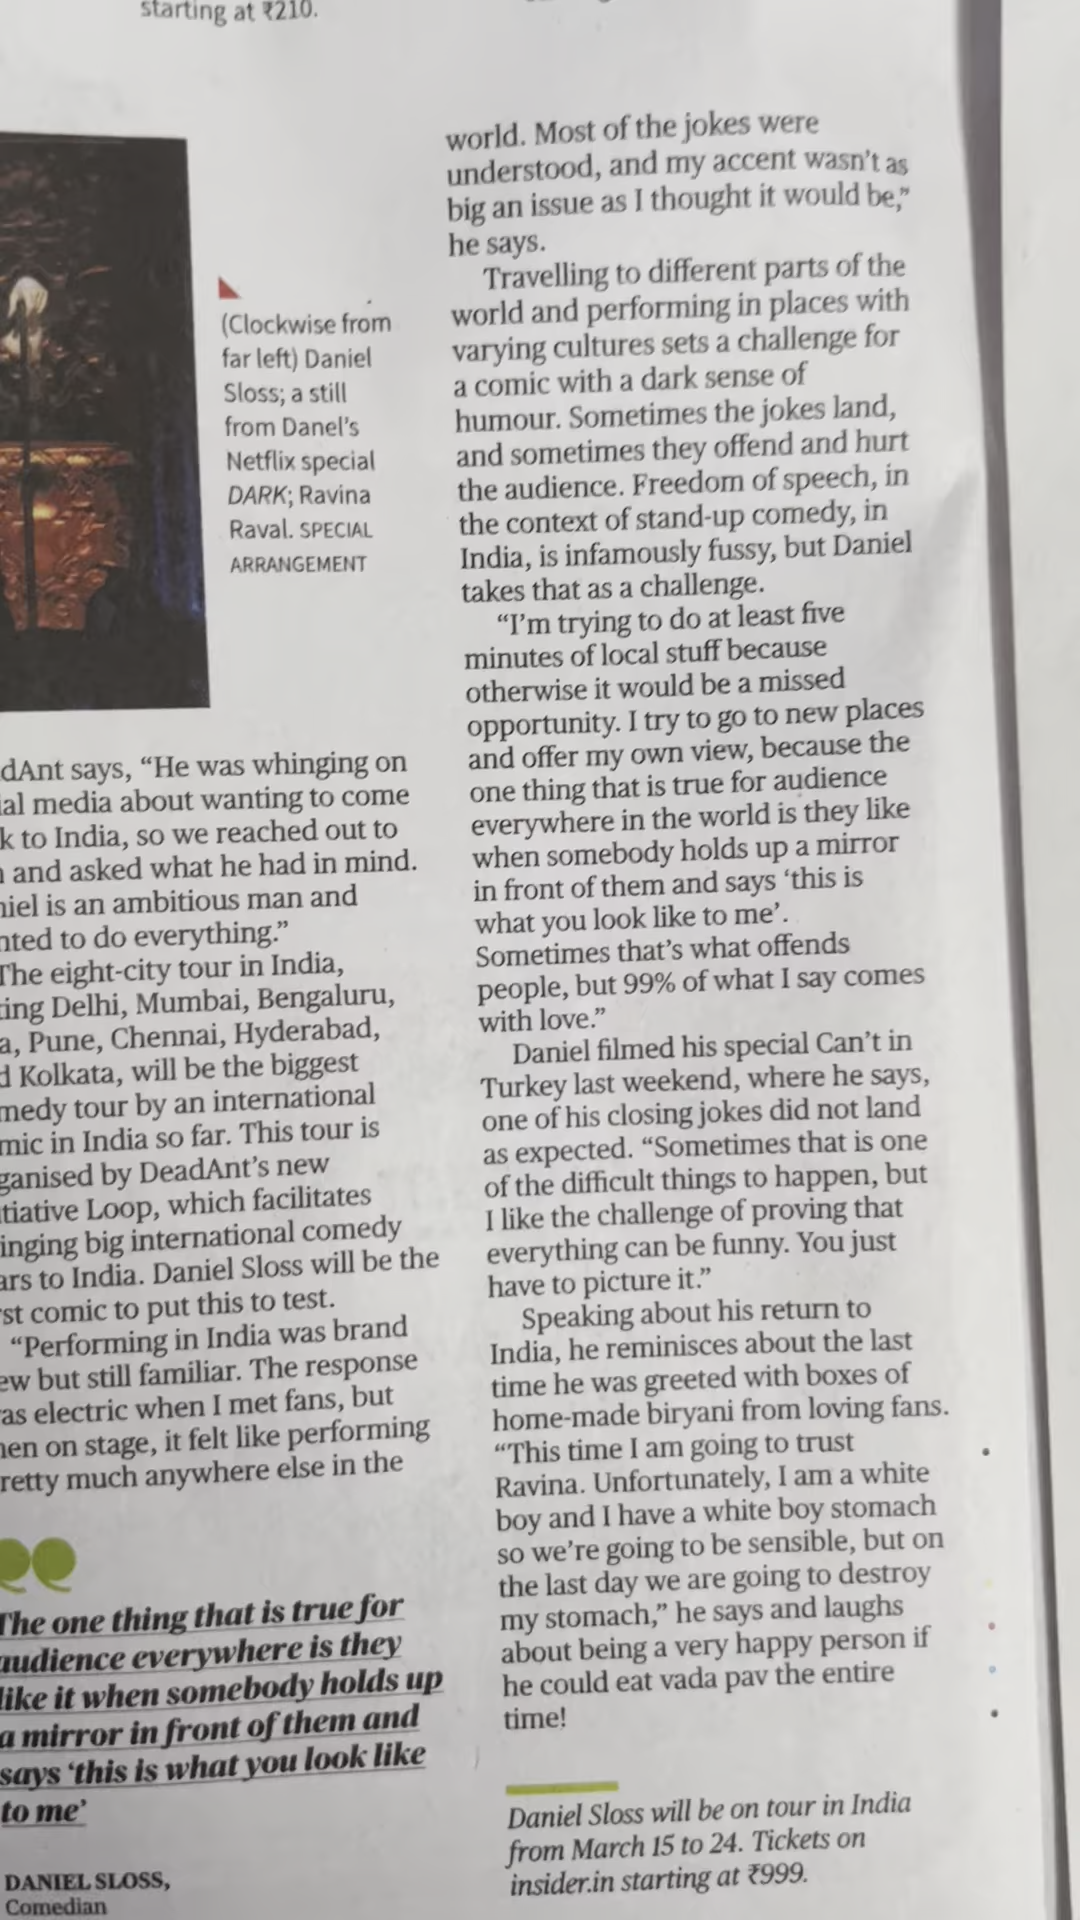 starting at ₹210.
(Clockwise from
far left) Daniel
Sloss; a still
from Danel's
Netflix special
DARK; Ravina
Raval. SPECIAL
ARRANGEMENT
dAnt says, “He was whinging on
ial media about wanting to come
k to India, so we reached out to
and asked what he had in mind.
niel is an ambitious man and
nted to do everything.”
The eight-city tour in India,
ring Delhi, Mumbai, Bengaluru,
a, Pune, Chennai, Hyderabad,
d Kolkata, will be the biggest
medy tour by an international
mic in India so far. This tour is
ganised by DeadAnt's new
itiative Loop, which facilitates
inging big international comedy
ars to India. Daniel Sloss will be the
rst comic to put this to test.
“Performing in India was brand
ew but still familiar. The response
as electric when I met fans, but
hen on stage, it felt like performing
retty much anywhere else in the
The one thing that is true for
audience everywhere is they
like it when somebody holds up
a mirror in front of them and
says ‘this is what you look like
to me’
DANIEL SLOSS,
Comedian
world. Most of the jokes were
understood, and my accent wasn't as
big an issue as I thought it would be,”
he says.
Travelling to different parts of the
world and performing in places with
varying cultures sets a challenge for
a comic with a dark sense of
humour. Sometimes the jokes land,
and sometimes they offend and hurt
the audience. Freedom of speech, in
the context of stand-up comedy, in
India, is infamously fussy, but Daniel
takes that as a challenge.
“I'm trying to do at least five
minutes of local stuff because
otherwise it would be a missed
opportunity. I try to go to new places
and offer my own view, because the
one thing that is true for audience
everywhere in the world is they like
when somebody holds up a mirror
in front of them and says ‘this is
what you look like to me’.
Sometimes that's what offends
people, but 99% of what I say comes
with love.”
Daniel filmed his special Can't in
Turkey last weekend, where he says,
one of his closing jokes did not land
as expected. “Sometimes that is one
of the difficult things to happen, but
I like the challenge of proving that
everything can be funny. You just
have to picture it.”
Speaking about his return to
India, he reminisces about the last
time he was greeted with boxes of
home-made biryani from loving fans.
“This time I am going to trust
Ravina. Unfortunately, I am a white
boy and I have a white boy stomach
so we're going to be sensible, but on
the last day we are going to destroy
my stomach,” he says and laughs
about being a very happy person if
he could eat vada pav the entire
time!
Daniel Sloss will be on tour in India
from March 15 to 24. Tickets on
insider.in starting at ₹999.